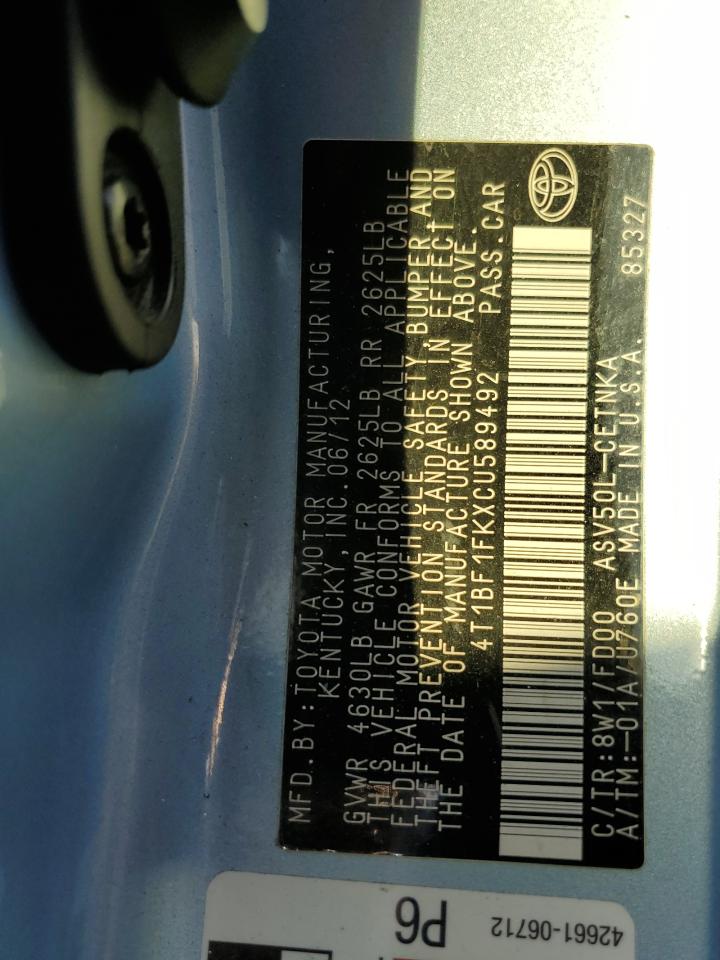 MFD.BY:TOYOTA MOTOR MANUFACTURING,
KENTUCKY,INC.06/12
GVWR 4630LB GAWR FR 2625LB RR 2625LB
THIS VEHICLE CONFORMS TO ALL APPLICABLE
FEDERAL MOTOR VEHICLE SAFETY, BUMPER,AND
THEFT PREVENTION STANDARDS IN EFFECT ON
THE DATE OF MANUFACTURE SHOWN ABOVE.
4T1BF1FKXCU589492 PASS.CAR
C/TR:8W1/FD00 ASV50L-CETNKA
A/TM:-01A/U760E MADE IN U.S.A. 85327
P6
42661-06712